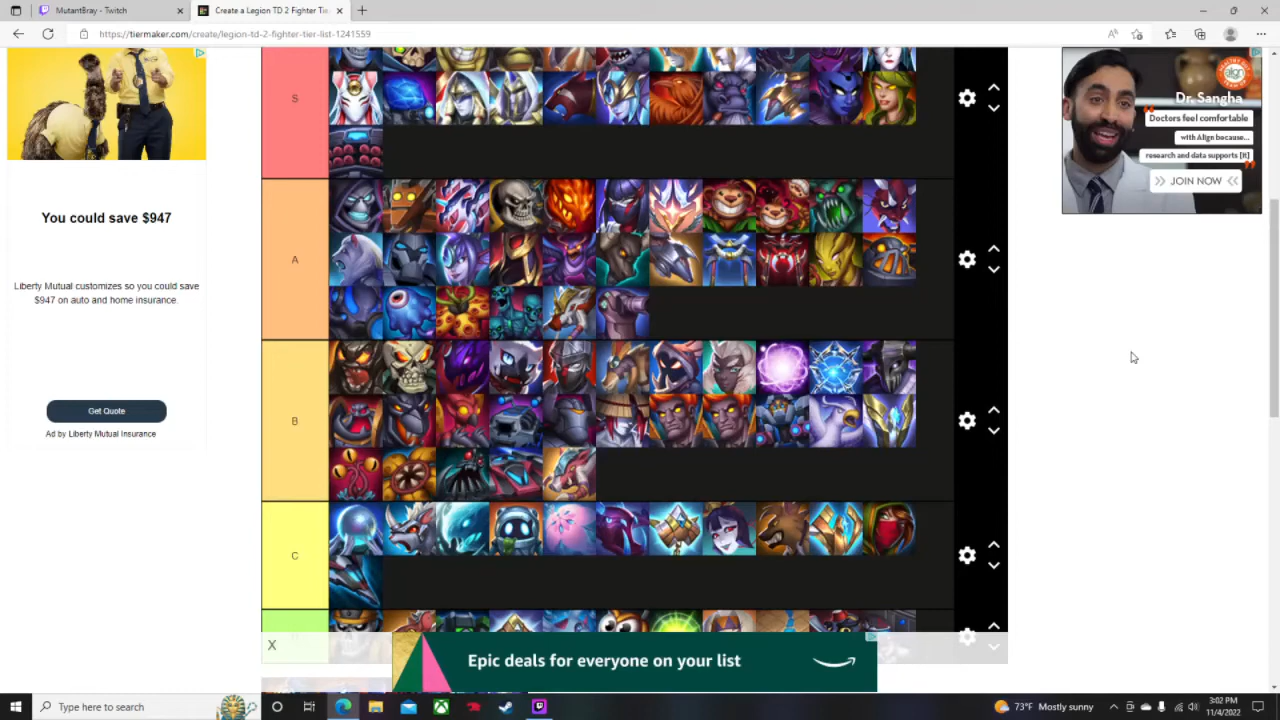 MutantBray - Twitch
Create a Legion TD 2 Fighter Tie
https://tiermaker.com/create/legion-td-2-fighter-tier-list-1241559
S
A
B
C
You could save $947
Liberty Mutual customizes so you could save
$947 on auto and home insurance.
Get Quote
Ad by Liberty Mutual Insurance
align
Dr. Sangha
Doctors feel comfortable
with Align because...
research and data supports [it]
JOIN NOW
X
Epic deals for everyone on your list
Type here to search
73°F Mostly sunny
3:02 PM
11/4/2022